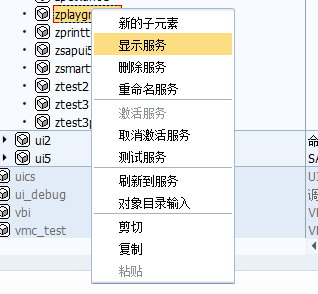 zplaygr
zprintt
zsapui5
zsmartf
ztest2
ztest3
ztest3p
ui2
ui5
uics
ui_debug
vbi
vmc_test
新的子元素
显示服务
删除服务
重命名服务
激活服务
取消激活服务
测试服务
刷新到服务
对象目录输入
剪切
复制
粘贴
命
SA
UI
调
VI
VI